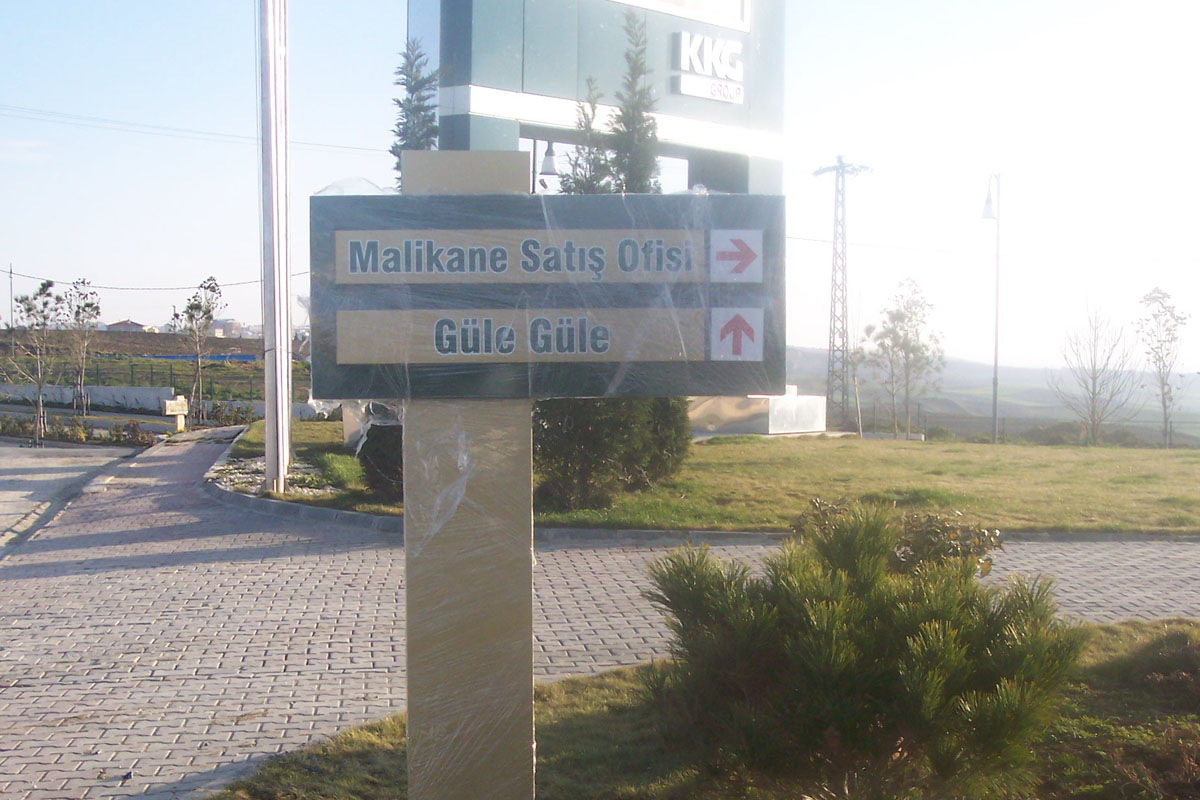 KKG
GROUP
Malikane Satış Ofisi
Güle Güle